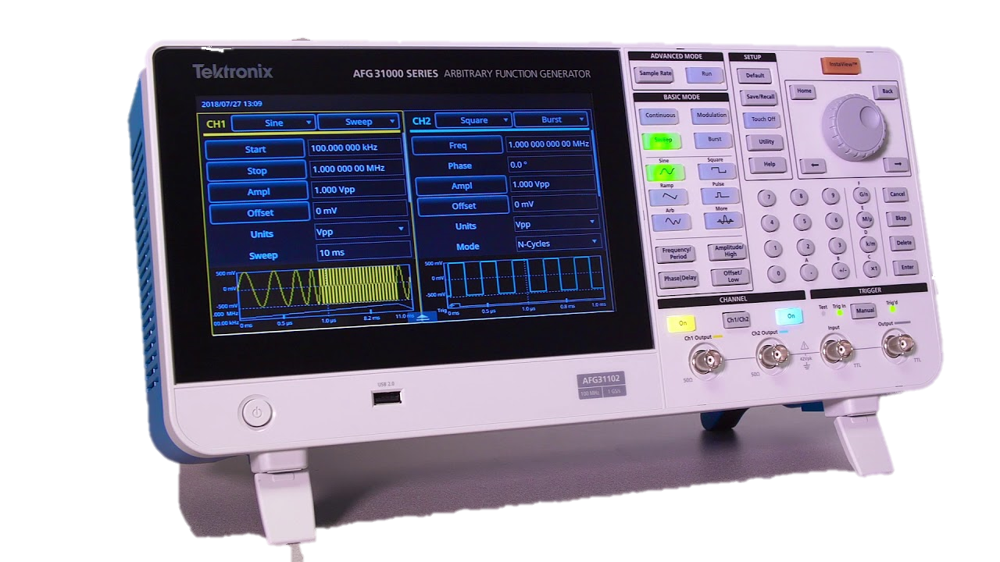 Tektronix
AFG 31000 SERIES ARBITRARY FUNCTION GENERATOR
2018/07/27 13:09
CH1 Sine Sweep
Start 100.000 000 kHz
Stop 1.000 000 00 MHz
Ampl 1.000 Vpp
Offset 0 mV
Units Vpp
Sweep 10 ms
500 mV
0 mV
-500 mV
.000 MHz
00.00 kHz
0 ms 0.5 µs 1.0 µs 8.2 ms 11.0 ms
CH2 Square Burst
Freq 1.000 000 000 00 MHz
Phase 0.0 °
Ampl 1.000 Vpp
Offset 0 mV
Units Vpp
Mode N-Cycles
500 mV
0 mV
-500 mV
Trig
0 ms 0.5 µs 1.0 µs 1.0 ms
USB 2.0
AFG31102
100 MHz 1 GS/s
ADVANCED MODE
Sample Rate Run
BASIC MODE
Continuous Modulation
Sweep Burst
Sine Square
Ramp Pulse
Arb More
Frequency/Period Amplitude/High
Phase|Delay Offset/Low
SETUP
Default
Save/Recall
Touch Off
Utility
Help
InstaView™
Home Back
← →
7 8 9 G/n Cancel
4 5 6 M/µ Bksp
1 2 3 k/m Delete
0 . +/- ×1 Enter
F
E
D
A B C
CHANNEL
On Ch1/Ch2 On
Ch1 Output Ch2 Output
50Ω 50Ω
42Vpk
TRIGGER
Test Trig In Manual Trig'd
Input Output
TTL TTL